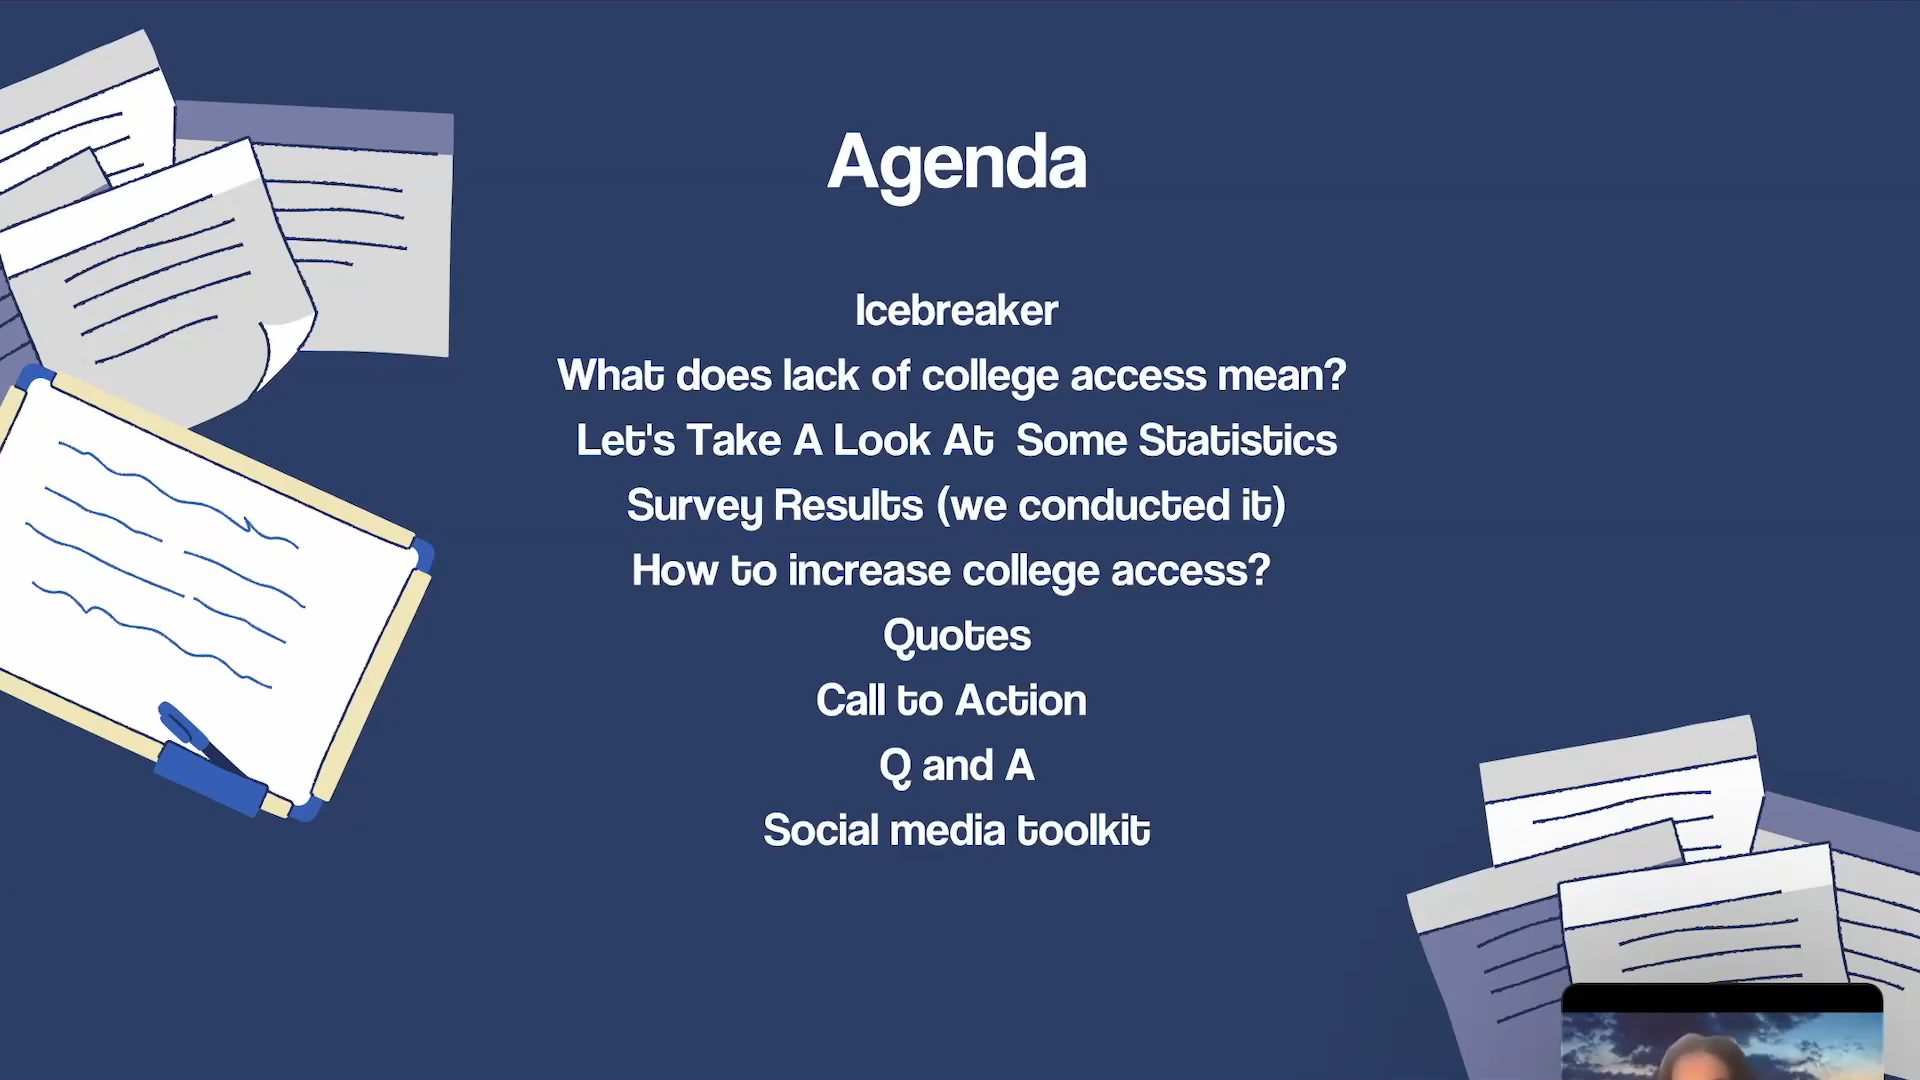 Agenda
Icebreaker
What does lack of college access mean?
Let's Take A Look At  Some Statistics
Survey Results (we conducted it)
How to increase college access?
Quotes
Call to Action
Q and A
Social media toolkit